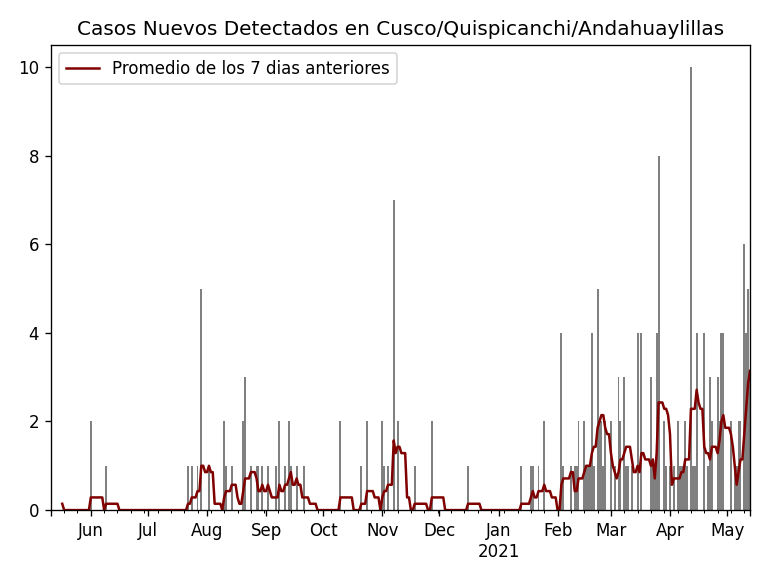 Casos Nuevos Detectados en Cusco/Quispicanchi/Andahuaylillas
Promedio de los 7 dias anteriores
10
8
6
4
2
0
Jun Jul Aug Sep Oct Nov Dec Jan Feb Mar Apr May
2021